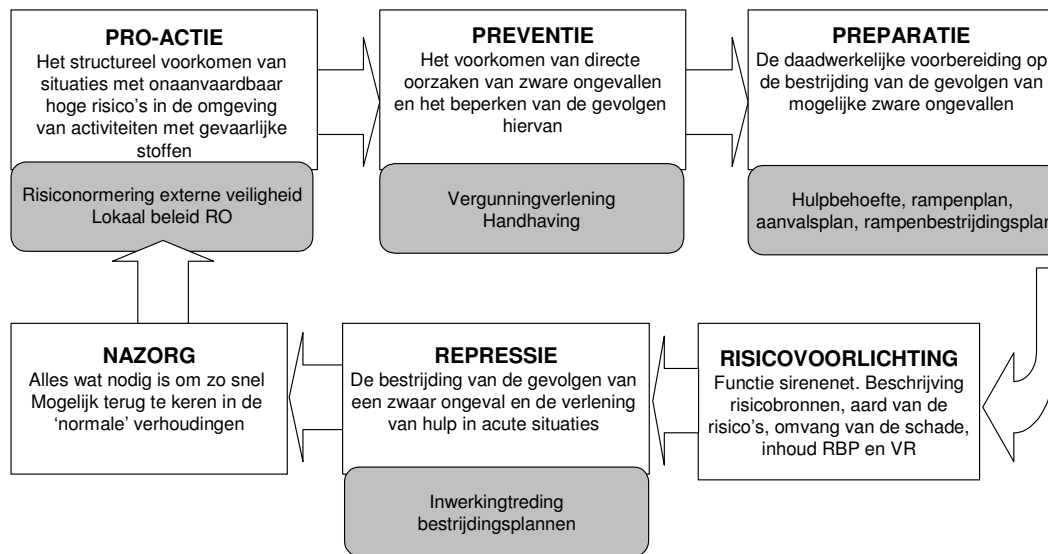 PRO-ACTIE
Het structureel voorkomen van
situaties met onaanvaardbaar
hoge risico's in de omgeving
van activiteiten met gevaarlijke
stoffen
Risiconormering externe veiligheid
Lokaal beleid RO
PREVENTIE
Het voorkomen van directe
oorzaken van zware ongevallen
en het beperken van de gevolgen
hiervan
Vergunningverlening
Handhaving
PREPARATIE
De daadwerkelijke voorbereiding op
de bestrijding van de gevolgen van
mogelijke zware ongevallen
Hulpbehoefte, rampenplan,
aanvalsplan, rampenbestrijdingsplan
RISICOVOORLICHTING
Functie sirenenet. Beschrijving
risicobronnen, aard van de
risico's, omvang van de schade,
inhoud RBP en VR
REPRESSIE
De bestrijding van de gevolgen van
een zwaar ongeval en de verlening
van hulp in acute situaties
Inwerkingtreding
bestrijdingsplannen
NAZORG
Alles wat nodig is om zo snel
Mogelijk terug te keren in de
'normale' verhoudingen